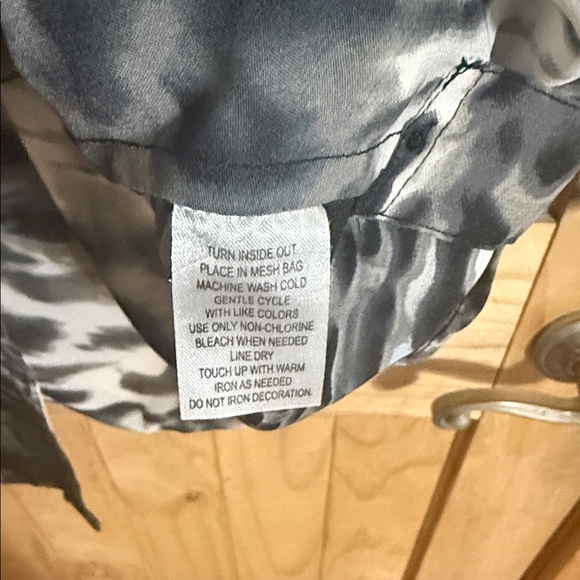 TURN INSIDE OUT
PLACE IN MESH BAG
MACHINE WASH COLD
GENTLE CYCLE
WITH LIKE COLORS
USE ONLY NON-CHLORINE
BLEACH WHEN NEEDED
LINE DRY
TOUCH UP WITH WARM
IRON AS NEEDED
DO NOT IRON DECORATION.